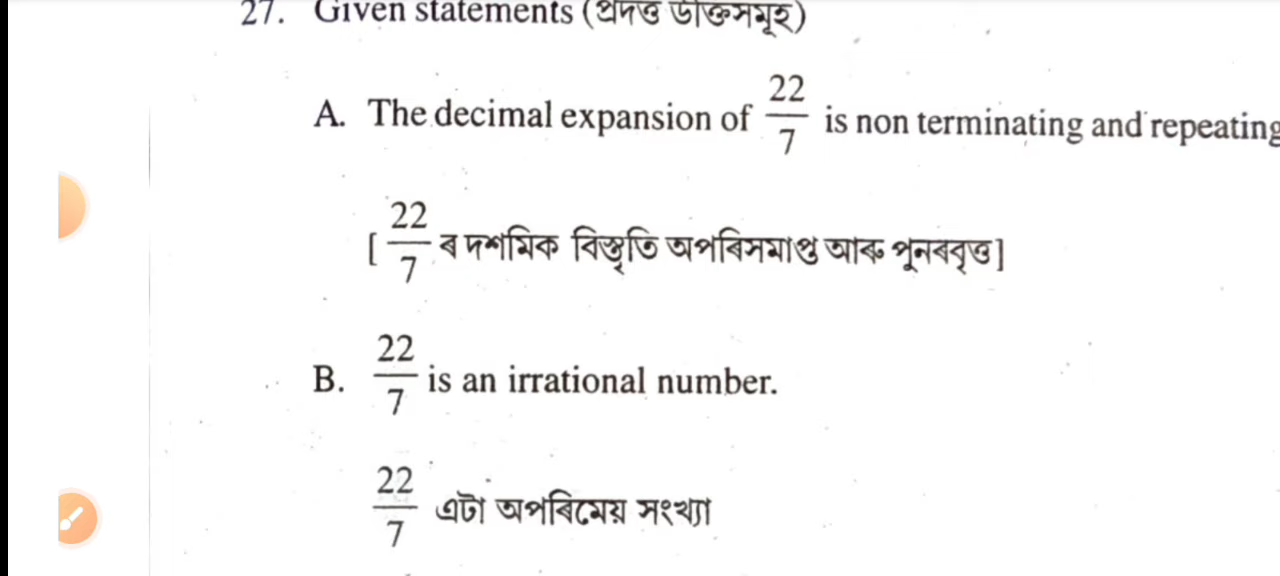 27. Given statements (প্ৰদত্ত উক্তিসমূহ)
A. The decimal expansion of 22/7 is non terminating and repeating
[ 22/7 ৰ দশমিক বিস্তৃতি অপৰিসমাপ্ত আৰু পূনৰবৃত্ত]
B. 22/7 is an irrational number.
22/7 এটা অপৰিমেয় সংখ্যা